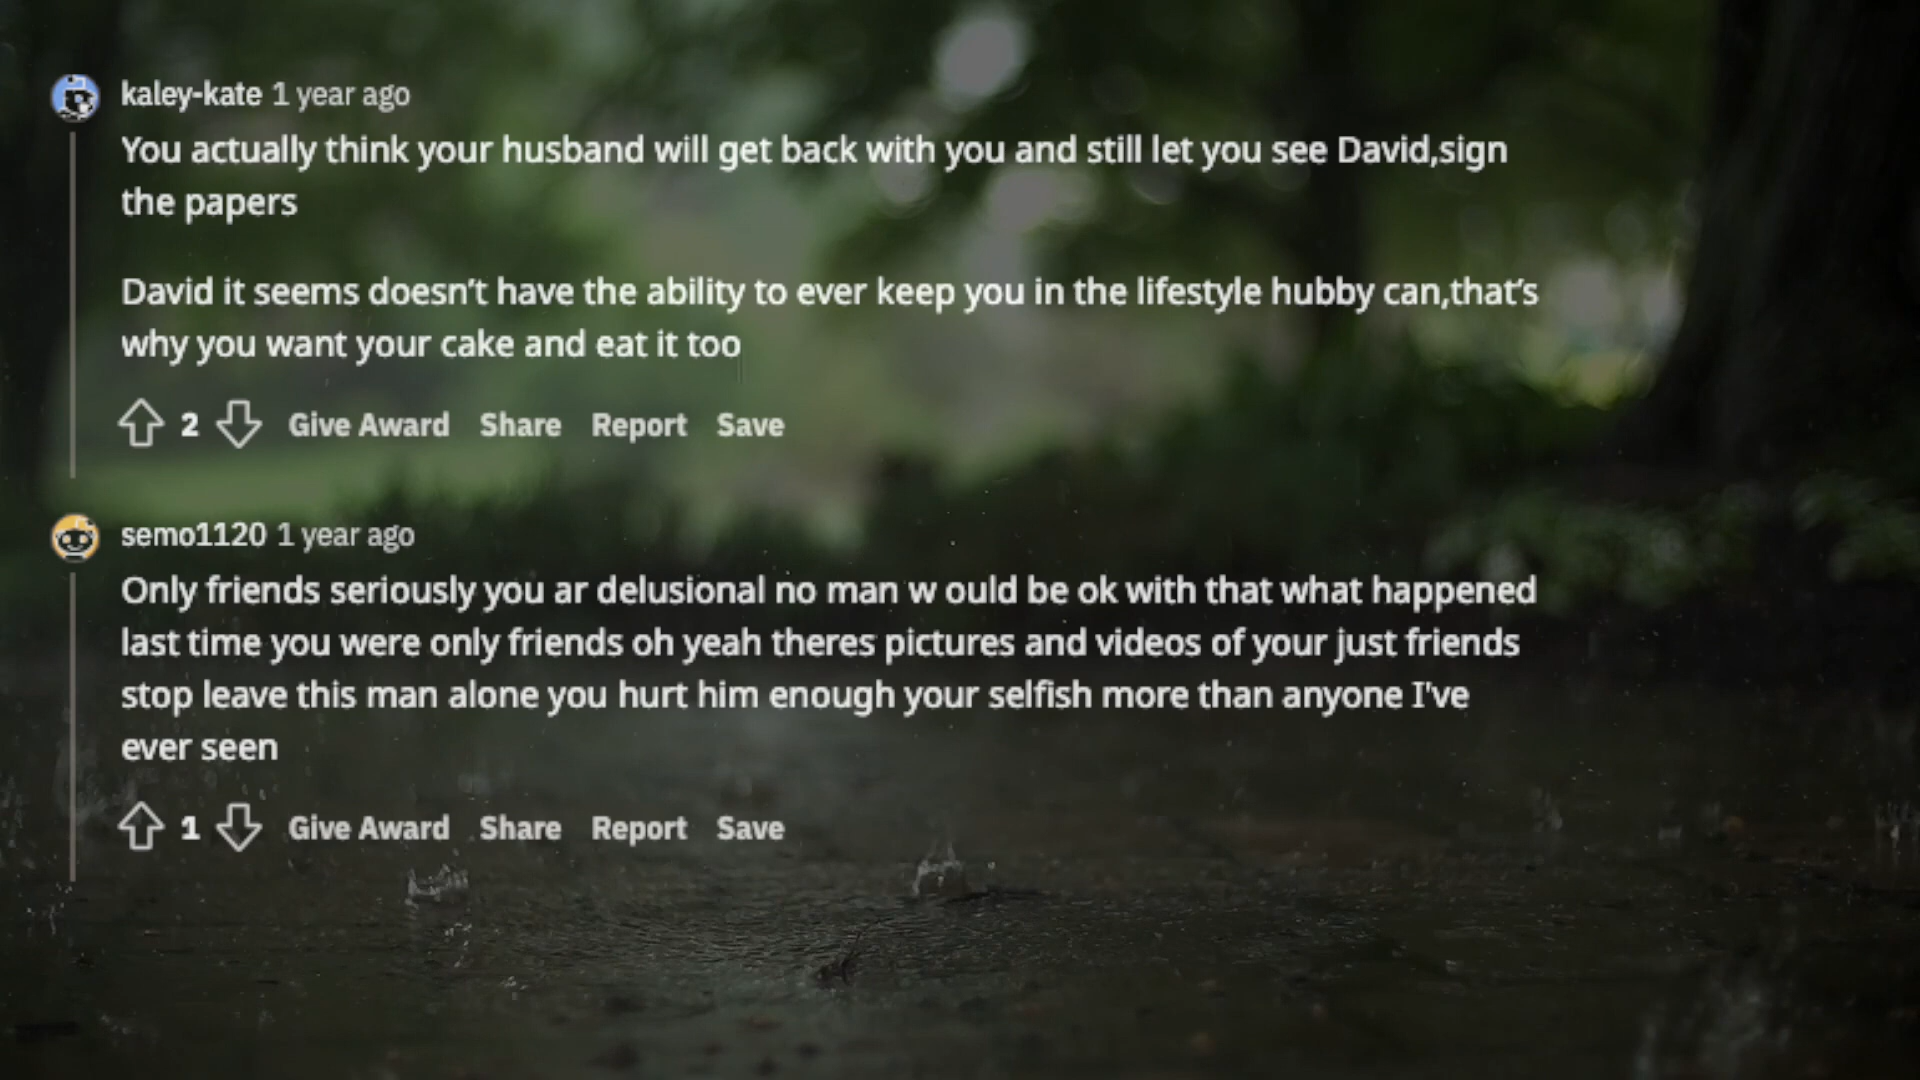 kaley-kate 1 year ago
You actually think your husband will get back with you and still let you see David,sign
the papers
David it seems doesn't have the ability to ever keep you in the lifestyle hubby can,that's
why you want your cake and eat it too
2 Give Award Share Report Save
semo1120 1 year ago
Only friends seriously you ar delusional no man w ould be ok with that what happened
last time you were only friends oh yeah theres pictures and videos of your just friends
stop leave this man alone you hurt him enough your selfish more than anyone I've
ever seen
1 Give Award Share Report Save